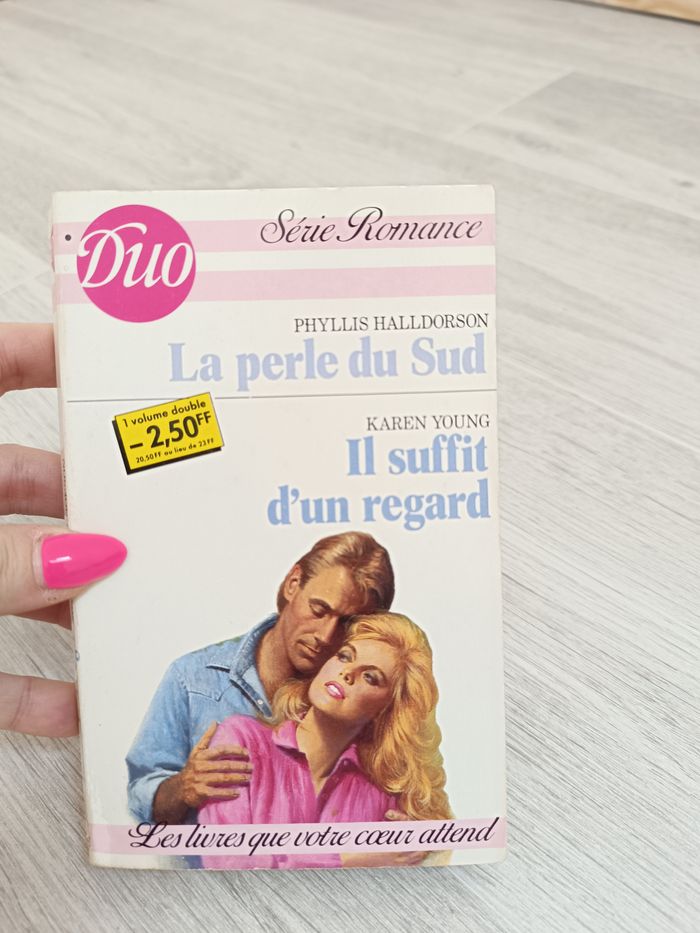 Duo
Série Romance
PHYLLIS HALLDORSON
La perle du Sud
1 volume double
– 2,50FF
20,50FF au lieu de 23FF
KAREN YOUNG
Il suffit
d'un regard
Les livres que votre cœur attend